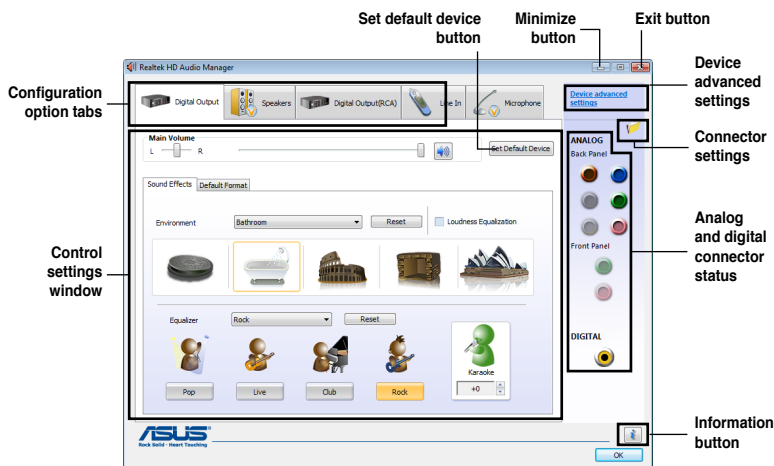 Set default device
button
Minimize
button
Exit button
Configuration
option tabs
Control
settings
window
Device
advanced
settings
Connector
settings
Analog
and digital
connector
status
Information
button
Realtek HD Audio Manager
Digital Output
Speakers
Digital Output(RCA)
Line In
Microphone
Device advanced
settings
Main Volume
L
R
Set Default Device
Sound Effects
Default Format
Environment
Bathroom
Reset
Loudness Equalization
Equalizer
Rock
Reset
Pop
Live
Club
Rock
Karaoke
+0
ANALOG
Back Panel
Front Panel
DIGITAL
ASUS
Rock Solid · Heart Touching
i
OK